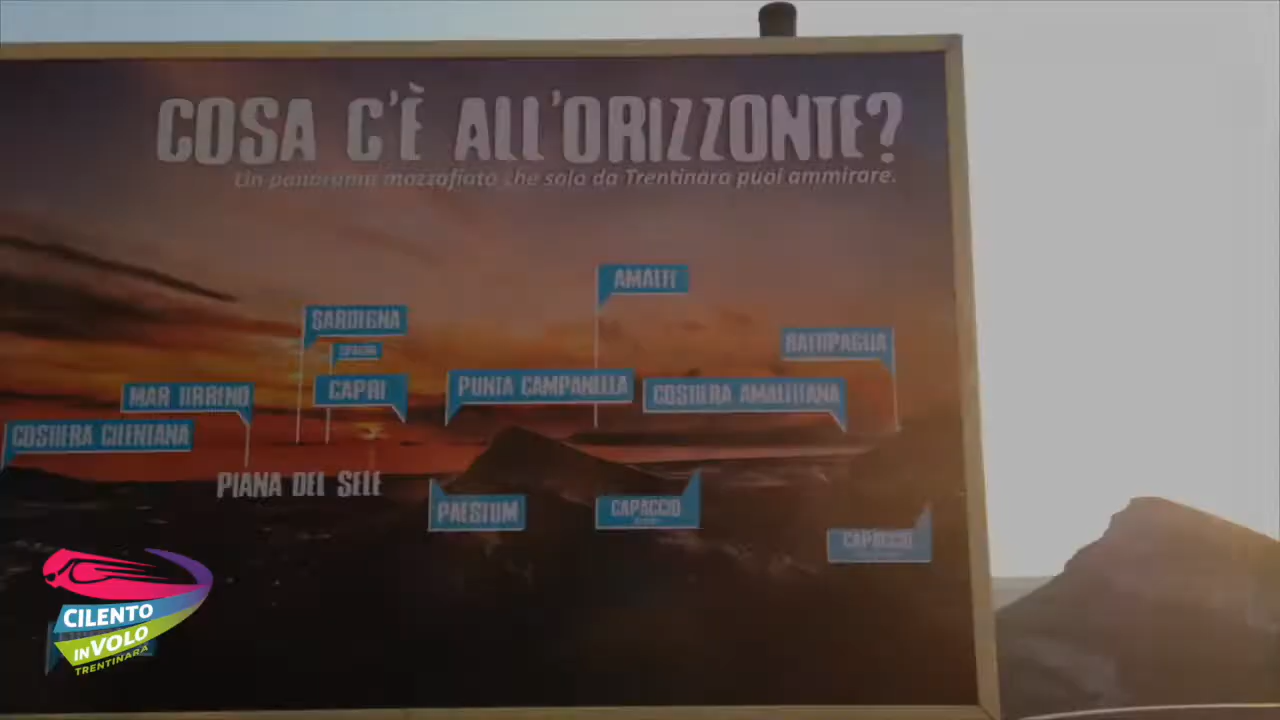 COSA C'È ALL'ORIZZONTE?
Un panorama mozzafiato che solo da Trentinara puoi ammirare.
AMALFI
SARDEGNA
BATTIPAGLIA
CAPRI
PUNTA CAMPANELLA
COSTIERA AMALFITANA
MAR TIRRENO
COSTIERA CILENTANA
PIANA DEL SELE
PAESTUM
CAPACCIO
CAPACCIO
CILENTO
IN VOLO
TRENTINARA